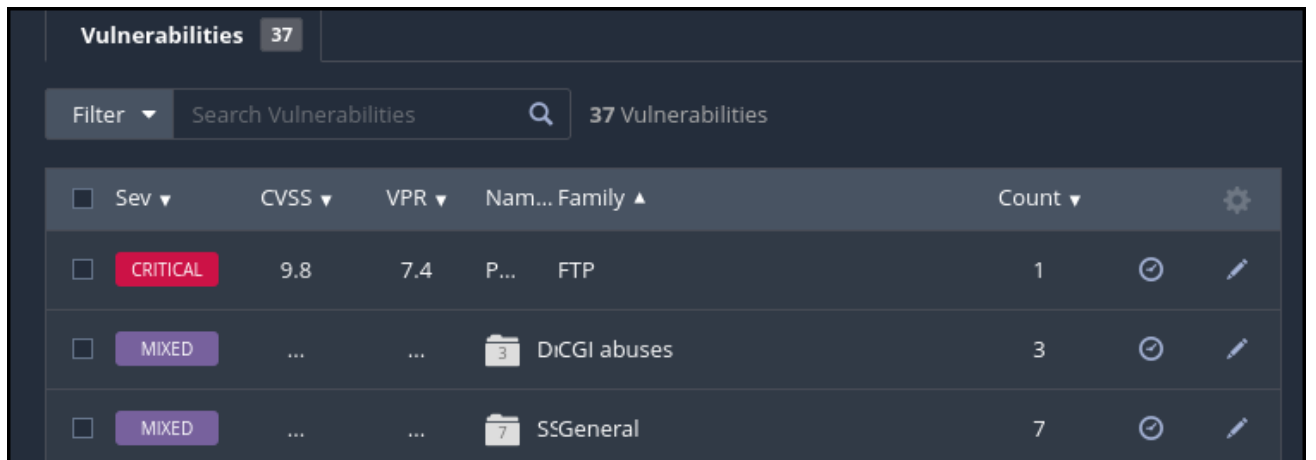 Vulnerabilities 37
Filter Search Vulnerabilities 37 Vulnerabilities
Sev CVSS VPR Nam... Family Count
CRITICAL 9.8 7.4 P... FTP 1
MIXED ... ... 3 D CGI abuses 3
MIXED ... ... 7 SS General 7